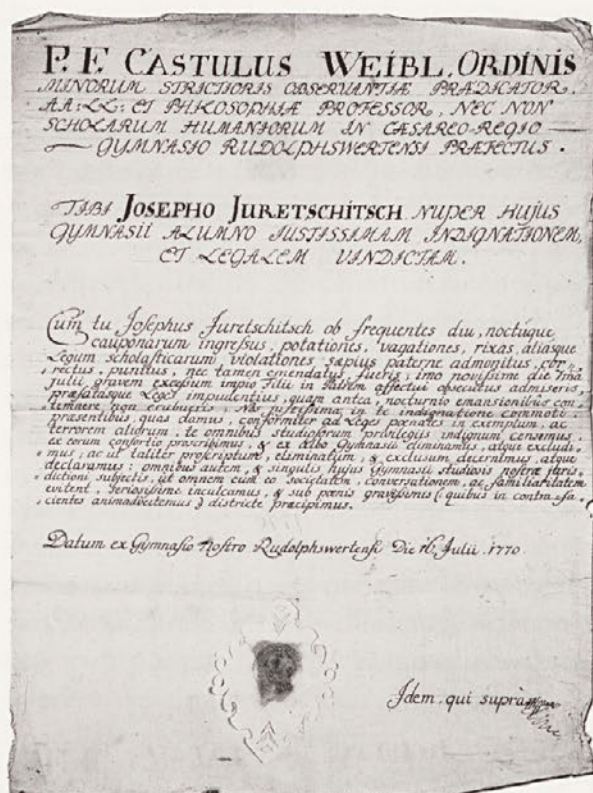 P. F. CASTULUS WEIBL, ORDINIS
MINORUM STRICTIORIS OBSERVANTIÆ PRÆDICATOR.
AA: LL: ET PHILOSOPHIÆ PROFESSOR, NEC NON
SCHOLARUM HUMANIORUM IN CÆSAREO-REGIO
GYMNASIO RUDOLPHSWERTENSI PRÆFECTUS.
TIBI JOSEPHO JURETSCHITSCH NUPER HUJUS
GYMNASII ALUMNO JUSTISSIMAM INDIGNATIONEM,
ET LEGALEM VINDICTAM.
Cum tu Josephus Juretschitsch ob frequentes diu, noctúque
cauponarum ingressus, potationes, vagationes, rixas, aliasque
Legum scholasticarum violationes sæpius paterne admonitus, cor-
rectus, punitus, nec tamen emendatus fueris, imo novissime die 7ma
Julii gravem excessum impio Filii in Patrem affectui obsecutus admiseris,
præfatasque Leges impudentius, quam antea, nocturnis emansionibus con-
temnere non erubueris; Nos justissima in te indignatione commoti
præsentibus, quas damus, conformiter ad Leges pœnales in exemplum, ac
terrorem aliorum, te omnibus studiosorum privilegiis indignum censemus,
ex eorum consortio proscribimus, & ex albo Gymnasii eliminamus, atque excludi-
mus; ac ut taliter proscriptum, eliminatum, & exclusum decernimus, atque
declaramus: omnibus autem, & singulis hujus Gymnasii studiosis nostræ juris-
dictioni subjectis, ut omnem cum eo societatem, conversationem, ac familiaritatem
evitent, seriosissime inculcamus, & sub pœnis gravissimis (: quibus in contra-fa-
cientes animadvertemus :) districte præcipimus.
Datum ex Gymnasio Nostro Rudolphswertensi Die 16. Julii. 1770
Idem, qui supra